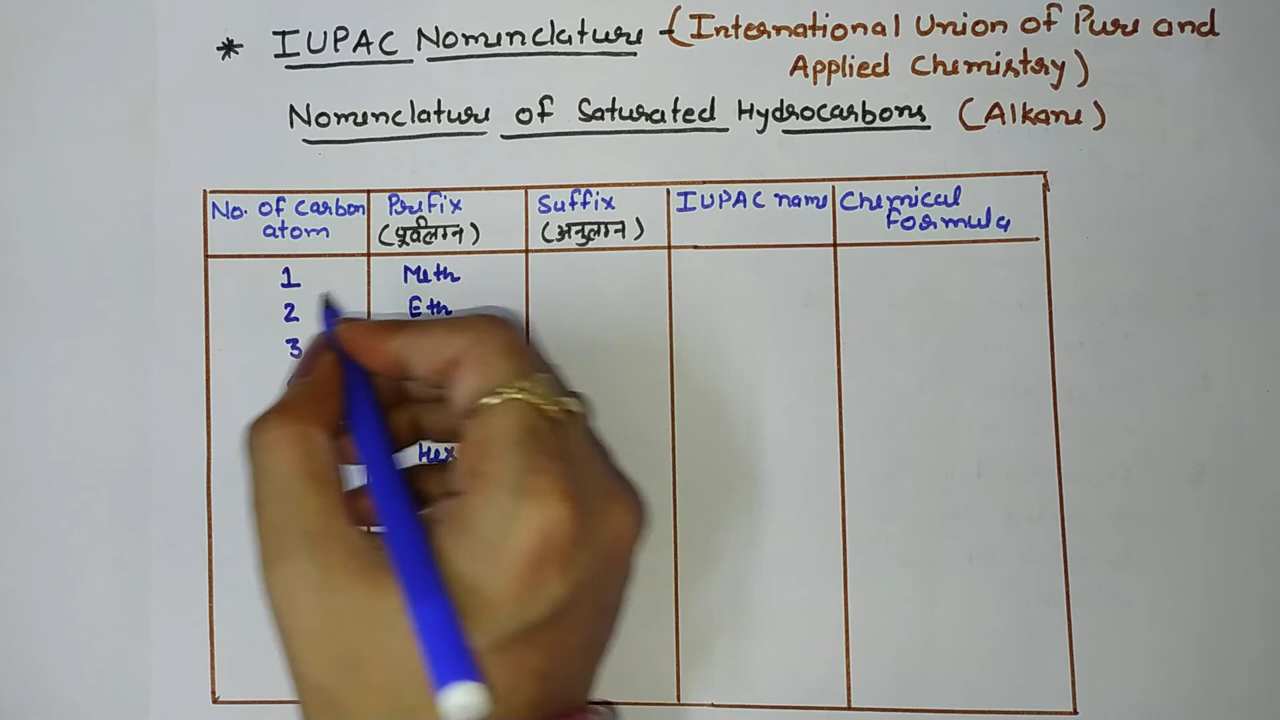 * IUPAC Nomenclature - (International Union of Pure and
Applied Chemistry)
Nomenclature of Saturated Hydrocarbons (Alkane)
No. Of Carbon atom
Prefix (पूर्वलग्न)
Suffix (अनुलग्न)
IUPAC name
Chemical Formula
1 Meth
2 Eth
3
Hex